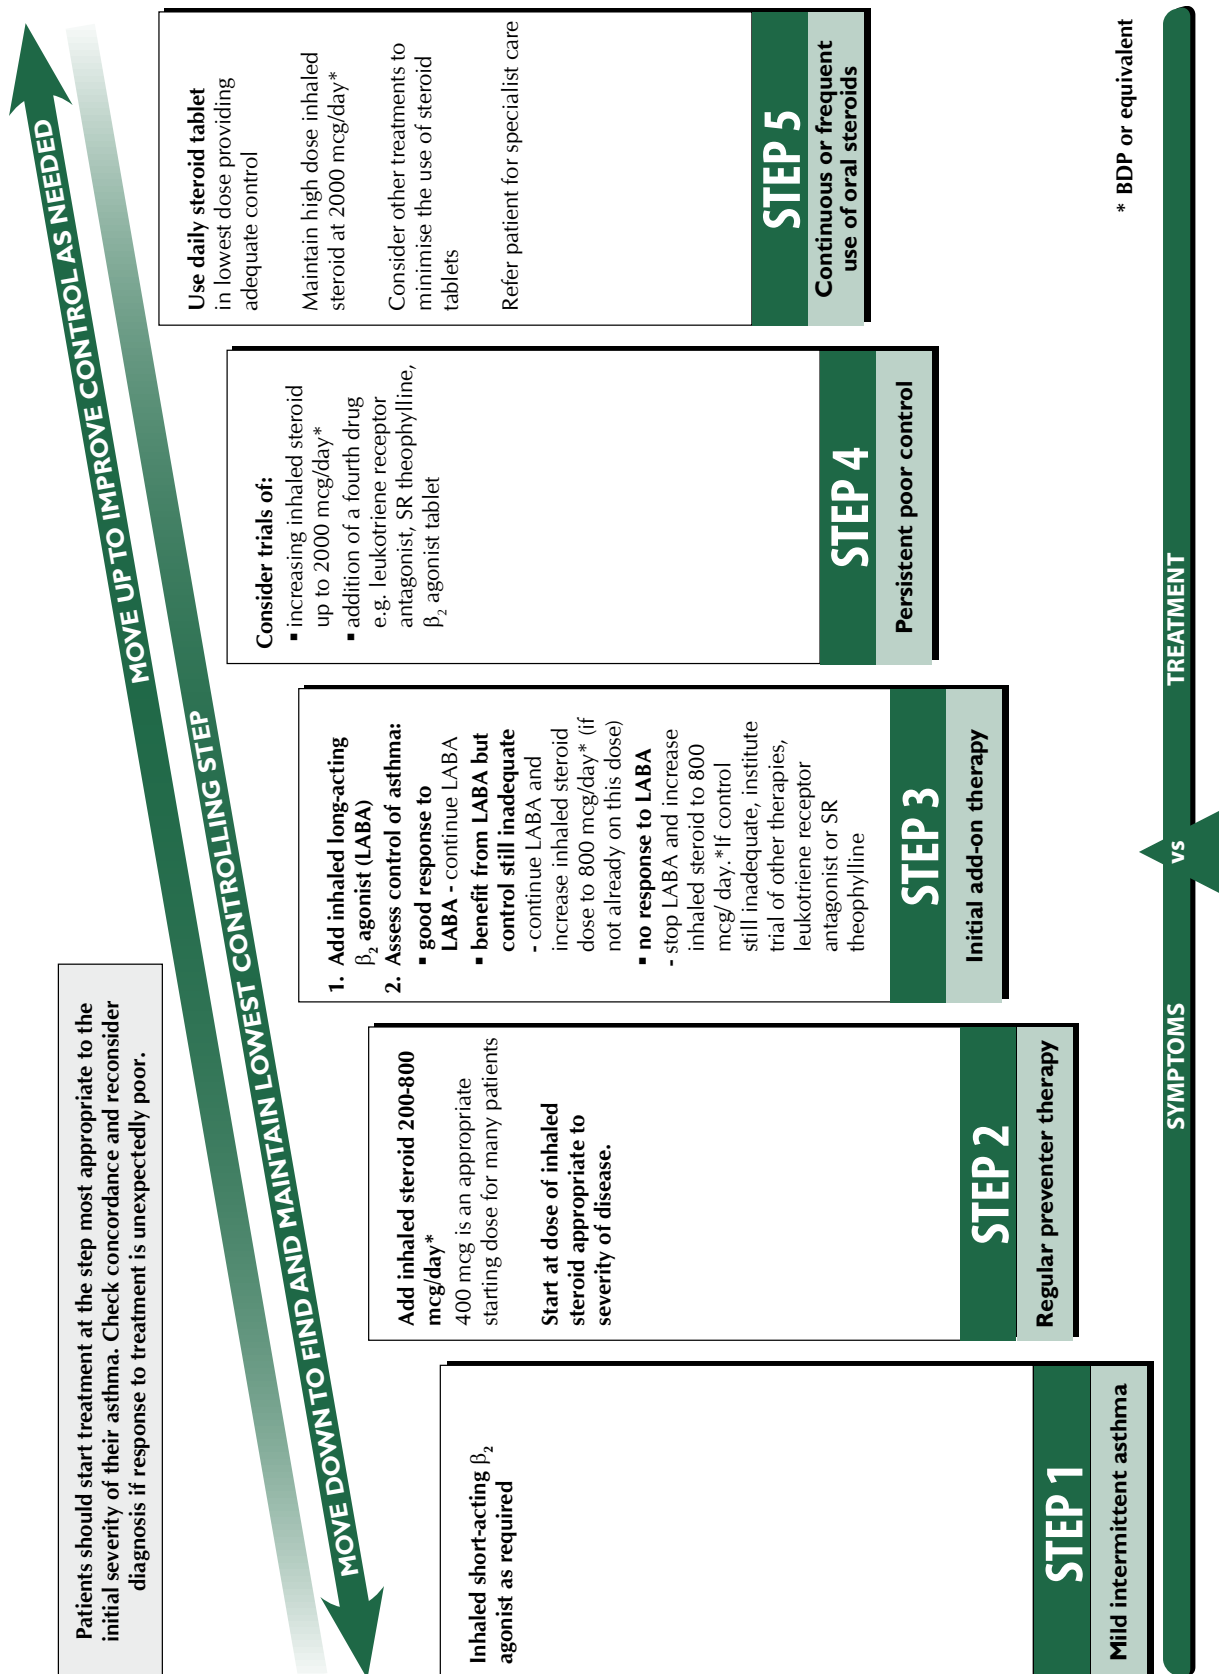 Patients should start treatment at the step most appropriate to the
initial severity of their asthma. Check concordance and reconsider
diagnosis if response to treatment is unexpectedly poor.
MOVE UP TO IMPROVE CONTROL AS NEEDED
MOVE DOWN TO FIND AND MAINTAIN LOWEST CONTROLLING STEP
Inhaled short-acting β₂
agonist as required
STEP 1
Mild intermittent asthma
Add inhaled steroid 200-800
mcg/day*
400 mcg is an appropriate
starting dose for many patients
Start at dose of inhaled
steroid appropriate to
severity of disease.
STEP 2
Regular preventer therapy
1. Add inhaled long-acting
β₂ agonist (LABA)
2. Assess control of asthma:
▪ good response to
LABA - continue LABA
▪ benefit from LABA but
control still inadequate
- continue LABA and
increase inhaled steroid
dose to 800 mcg/day* (if
not already on this dose)
▪ no response to LABA
- stop LABA and increase
inhaled steroid to 800
mcg/ day.*If control
still inadequate, institute
trial of other therapies,
leukotriene receptor
antagonist or SR
theophylline
STEP 3
Initial add-on therapy
Consider trials of:
▪ increasing inhaled steroid
up to 2000 mcg/day*
▪ addition of a fourth drug
e.g. leukotriene receptor
antagonist, SR theophylline,
β₂ agonist tablet
STEP 4
Persistent poor control
Use daily steroid tablet
in lowest dose providing
adequate control
Maintain high dose inhaled
steroid at 2000 mcg/day*
Consider other treatments to
minimise the use of steroid
tablets
Refer patient for specialist care
STEP 5
Continuous or frequent
use of oral steroids
* BDP or equivalent
SYMPTOMS vs TREATMENT